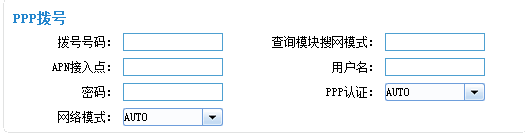 PPP拨号
拨号号码： 查询模块搜网模式：
APN接入点： 用户名：
密码： PPP认证： AUTO
网络模式： AUTO